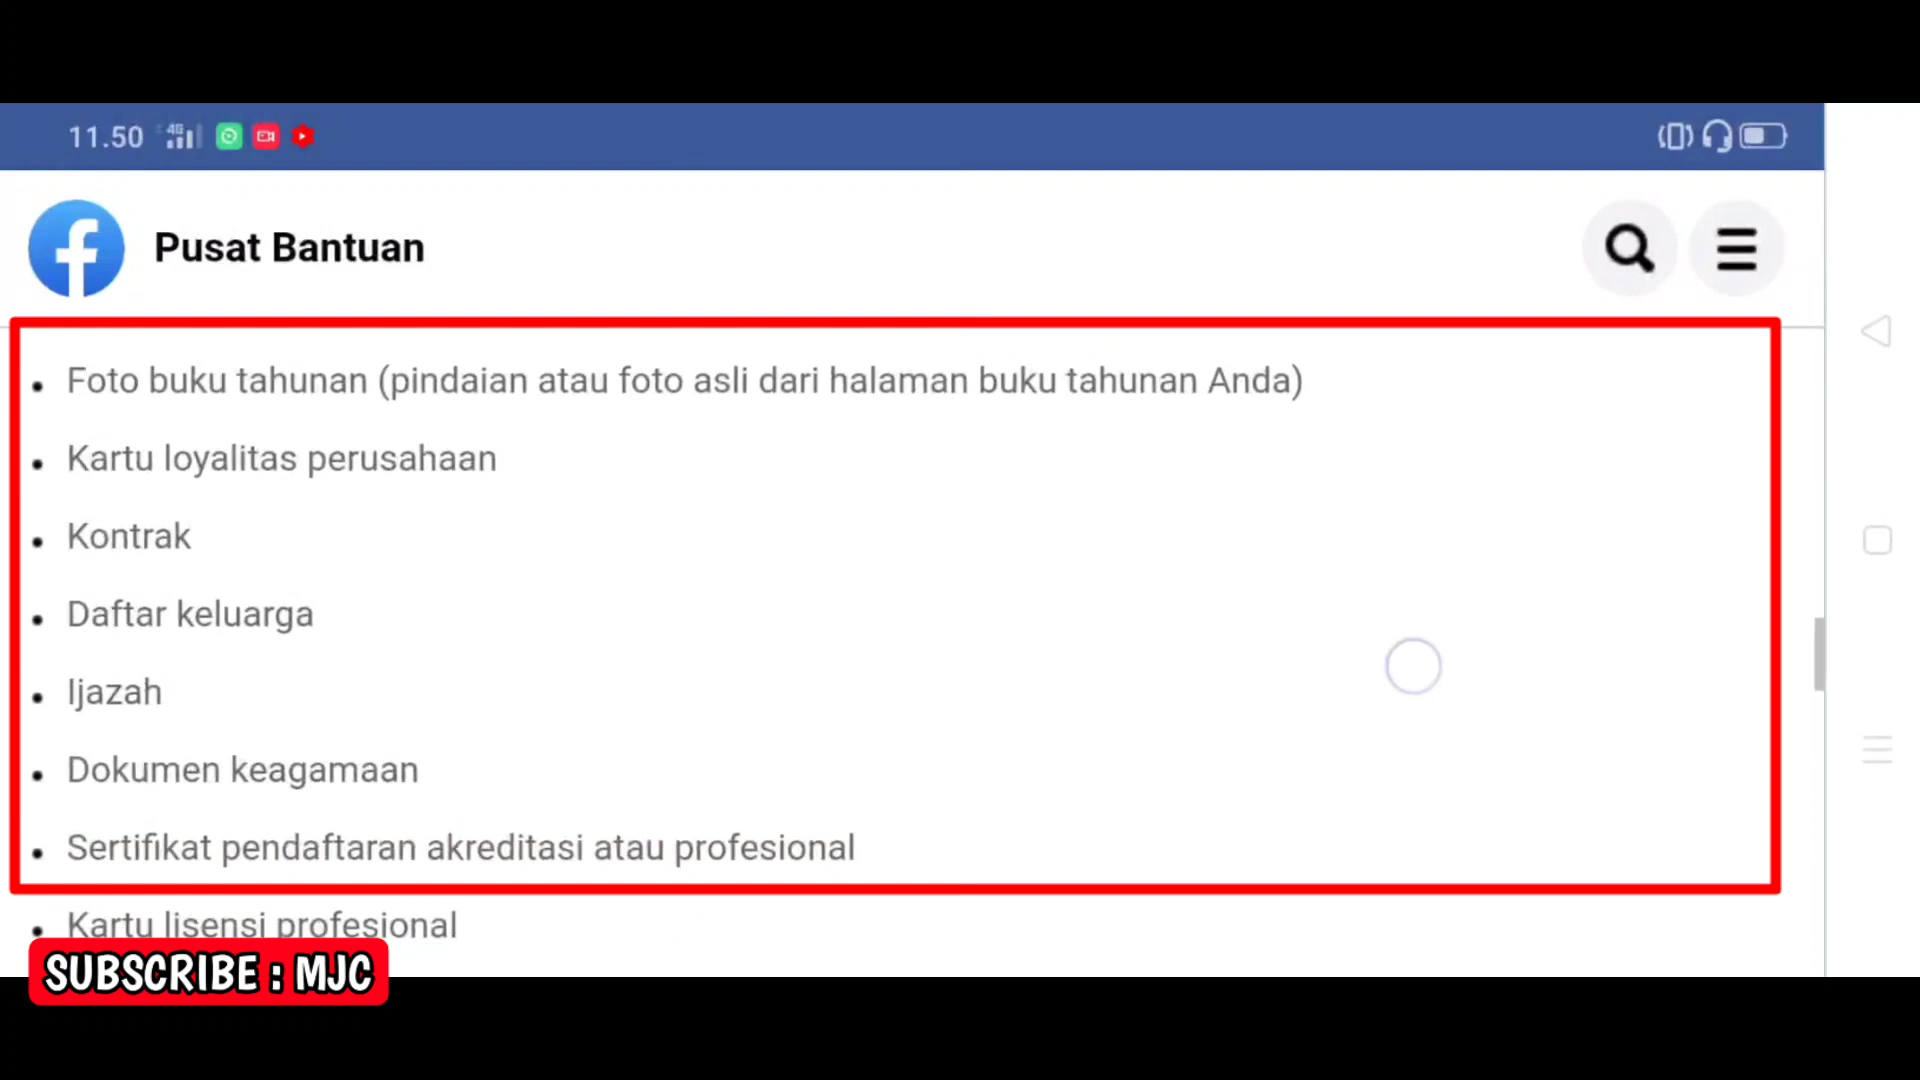 11.50 4G
Pusat Bantuan
Foto buku tahunan (pindaian atau foto asli dari halaman buku tahunan Anda)
Kartu loyalitas perusahaan
Kontrak
Daftar keluarga
Ijazah
Dokumen keagamaan
Sertifikat pendaftaran akreditasi atau profesional
Kartu lisensi profesional
SUBSCRIBE : MJC